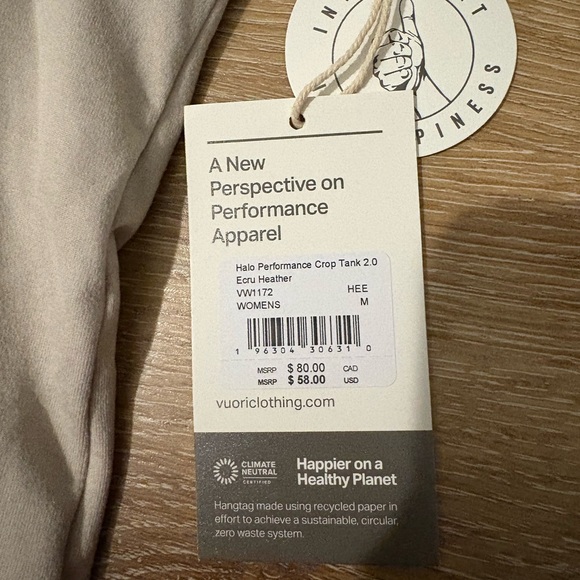 A New
Perspective on
Performance
Apparel
Halo Performance Crop Tank 2.0
Ecru Heather
VW1172 HEE
WOMENS M
1 96304 30631 0
MSRP $ 80.00 CAD
MSRP $ 58.00 USD
vuoriclothing.com
CLIMATE
NEUTRAL
CERTIFIED
Happier on a
Healthy Planet
Hangtag made using recycled paper in
effort to achieve a sustainable, circular,
zero waste system.